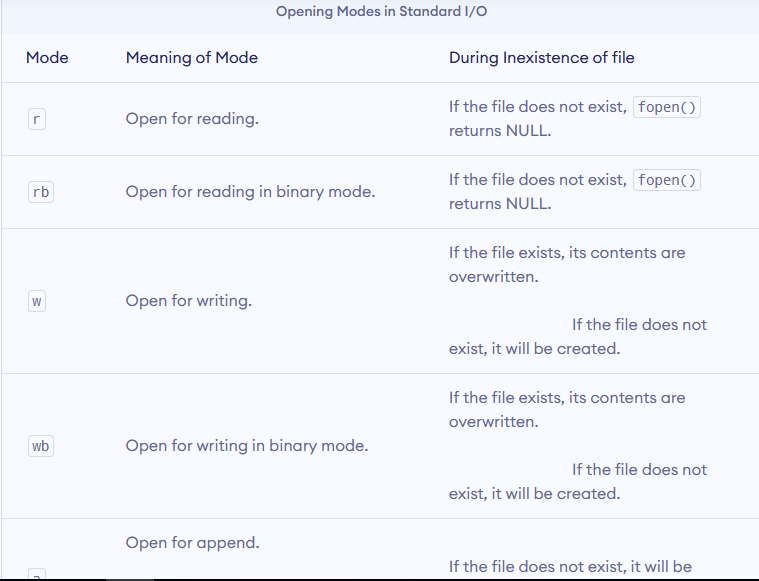 Opening Modes in Standard I/O
Mode Meaning of Mode During Inexistence of file
r Open for reading. If the file does not exist, fopen()
returns NULL.
rb Open for reading in binary mode. If the file does not exist, fopen()
returns NULL.
w Open for writing. If the file exists, its contents are
overwritten.
If the file does not
exist, it will be created.
wb Open for writing in binary mode. If the file exists, its contents are
overwritten.
If the file does not
exist, it will be created.
Open for append.
a If the file does not exist, it will be